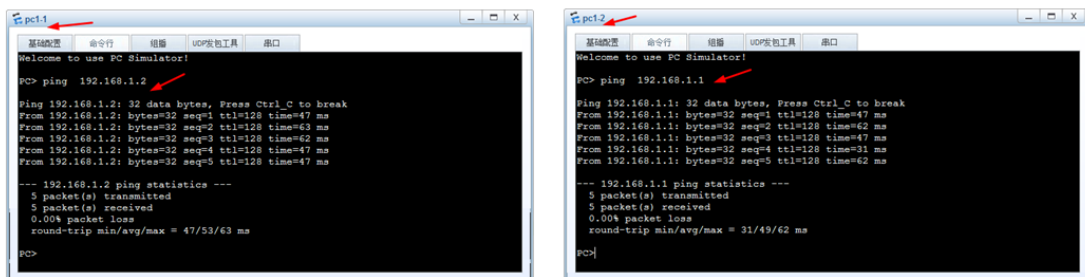 pc1-1
基础配置 命令行 组播 UDP发包工具 串口
Welcome to use PC Simulator!
PC> ping  192.168.1.2
Ping 192.168.1.2: 32 data bytes, Press Ctrl_C to break
From 192.168.1.2: bytes=32 seq=1 ttl=128 time=47 ms
From 192.168.1.2: bytes=32 seq=2 ttl=128 time=63 ms
From 192.168.1.2: bytes=32 seq=3 ttl=128 time=62 ms
From 192.168.1.2: bytes=32 seq=4 ttl=128 time=47 ms
From 192.168.1.2: bytes=32 seq=5 ttl=128 time=47 ms
--- 192.168.1.2 ping statistics ---
5 packet(s) transmitted
5 packet(s) received
0.00% packet loss
round-trip min/avg/max = 47/53/63 ms
PC>
pc1-2
基础配置 命令行 组播 UDP发包工具 串口
Welcome to use PC Simulator!
PC> ping  192.168.1.1
Ping 192.168.1.1: 32 data bytes, Press Ctrl_C to break
From 192.168.1.1: bytes=32 seq=1 ttl=128 time=47 ms
From 192.168.1.1: bytes=32 seq=2 ttl=128 time=62 ms
From 192.168.1.1: bytes=32 seq=3 ttl=128 time=47 ms
From 192.168.1.1: bytes=32 seq=4 ttl=128 time=31 ms
From 192.168.1.1: bytes=32 seq=5 ttl=128 time=62 ms
--- 192.168.1.1 ping statistics ---
5 packet(s) transmitted
5 packet(s) received
0.00% packet loss
round-trip min/avg/max = 31/49/62 ms
PC>